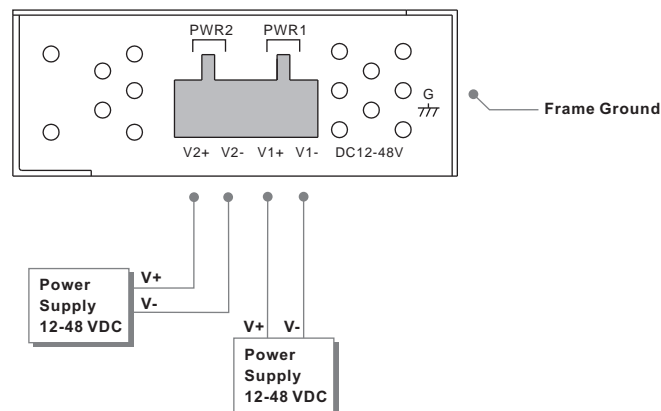 PWR2 PWR1
G
Frame Ground
V2+ V2- V1+ V1- DC12-48V
V+
Power
Supply
12-48 VDC
V-
V+ V-
Power
Supply
12-48 VDC